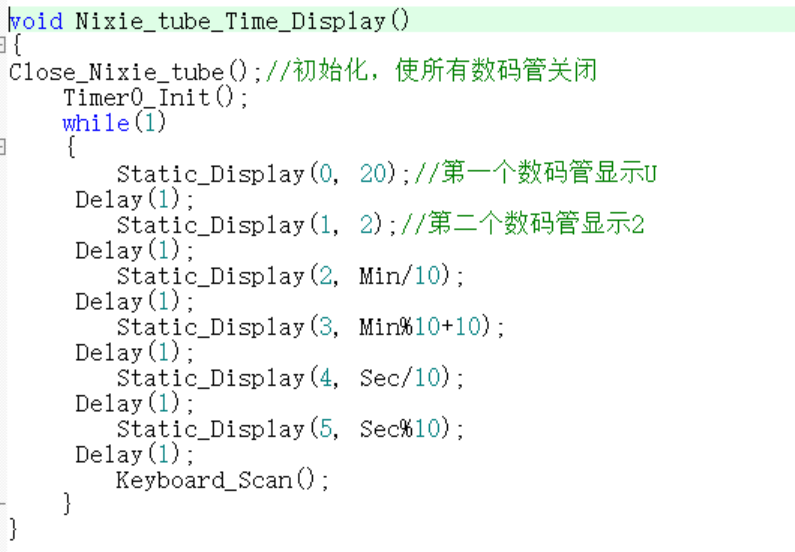 void Nixie_tube_Time_Display()
{
Close_Nixie_tube();//初始化，使所有数码管关闭
    Timer0_Init();
    while(1)
    {
        Static_Display(0, 20);//第一个数码管显示U
     Delay(1);
        Static_Display(1, 2);//第二个数码管显示2
     Delay(1);
        Static_Display(2, Min/10);
     Delay(1);
        Static_Display(3, Min%10+10);
     Delay(1);
        Static_Display(4, Sec/10);
     Delay(1);
        Static_Display(5, Sec%10);
     Delay(1);
        Keyboard_Scan();
    }
}